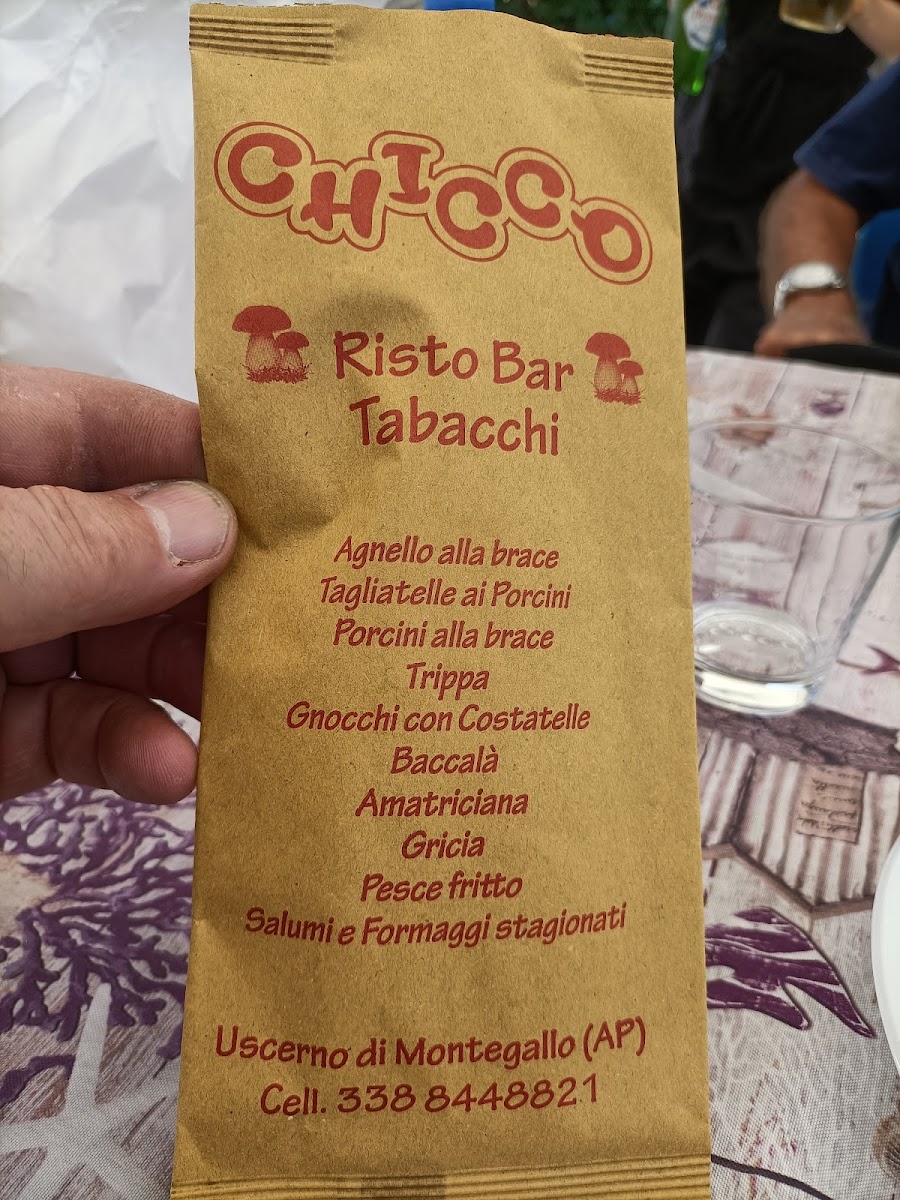 CHICCO
Risto Bar
Tabacchi
Agnello alla brace
Tagliatelle ai Porcini
Porcini alla brace
Trippa
Gnocchi con Costatelle
Baccalà
Amatriciana
Gricia
Pesce fritto
Salumi e Formaggi stagionati
Uscerno di Montegallo (AP)
Cell. 338 8448821